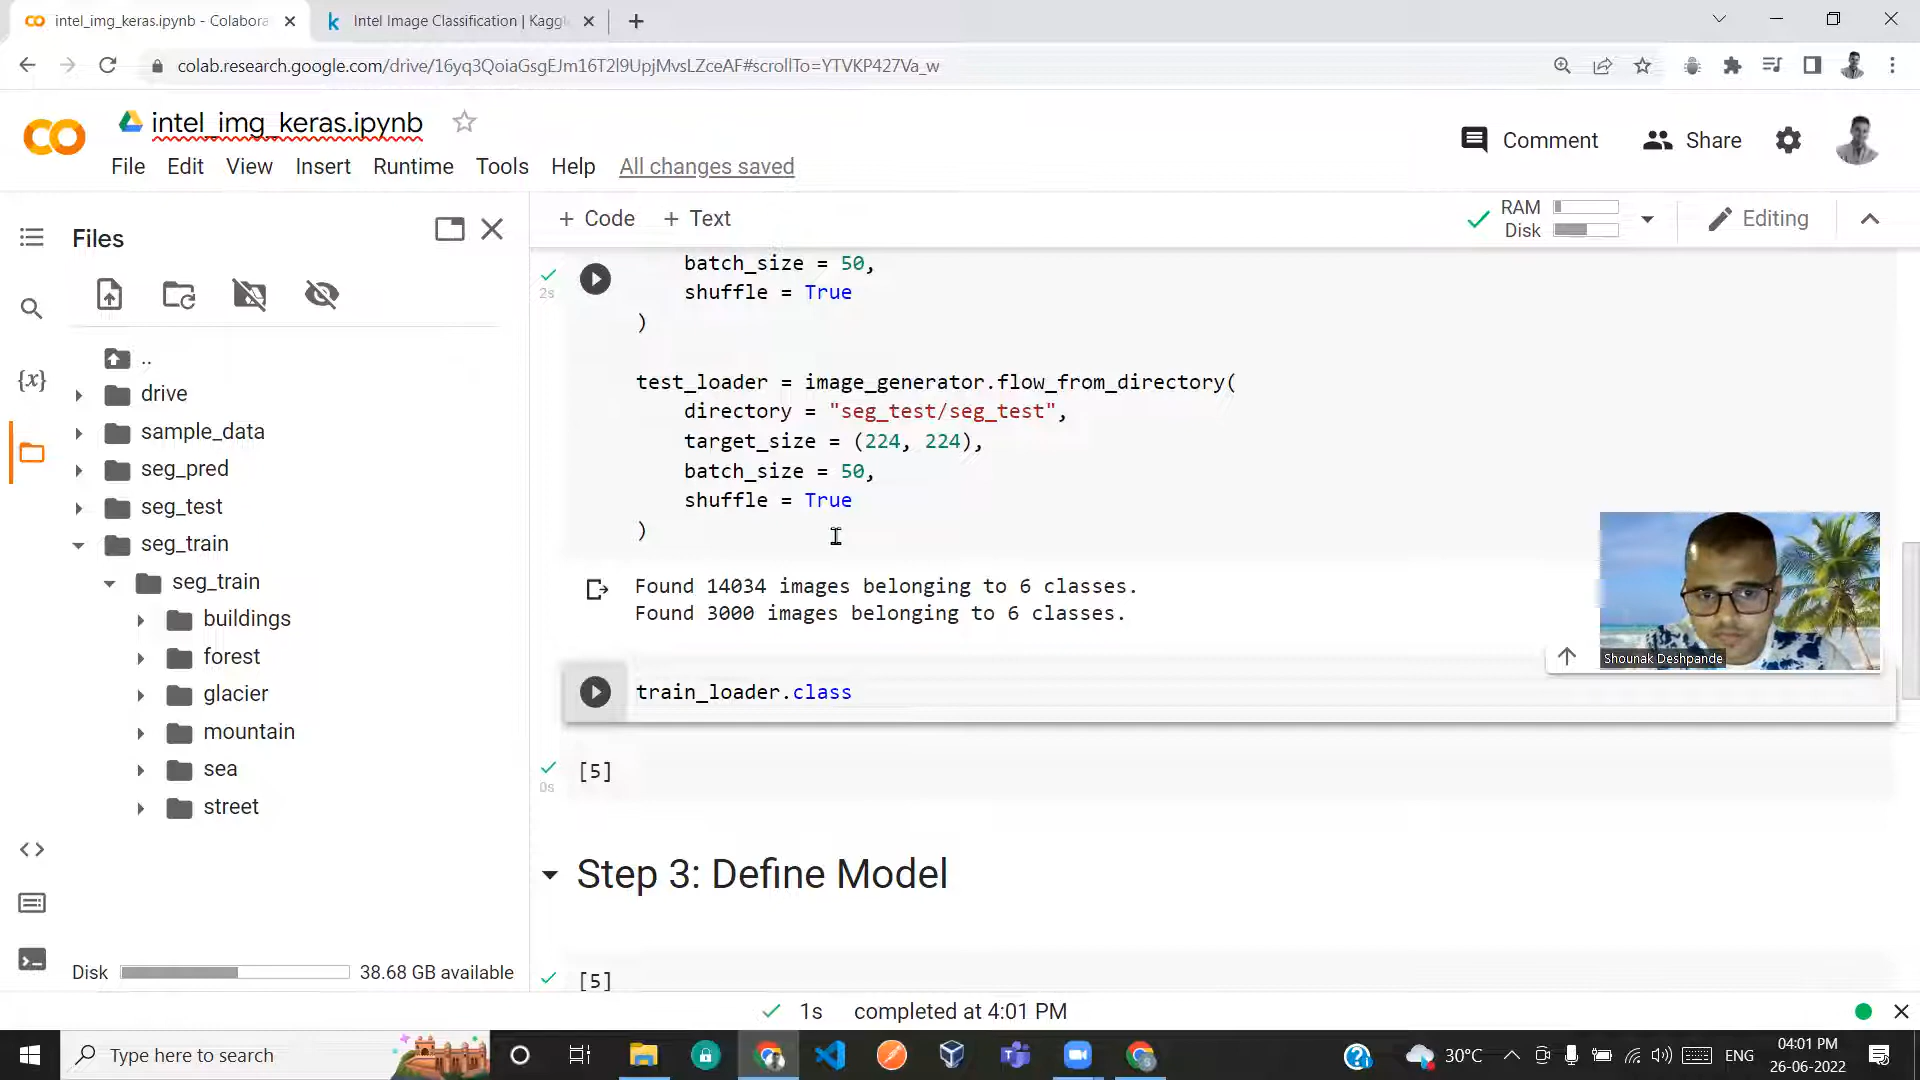 intel_img_keras.ipynb - Colabora
Intel Image Classification | Kaggl
colab.research.google.com/drive/16yq3QoiaGsgEJm16T2l9UpjMvsLZceAF#scrollTo=YTVKP427Va_w
intel_img_keras.ipynb
File Edit View Insert Runtime Tools Help All changes saved
Comment Share
Files
+ Code + Text
RAM
Disk
Editing
..
drive
sample_data
seg_pred
seg_test
seg_train
seg_train
buildings
forest
glacier
mountain
sea
street
Disk 38.68 GB available
2s
batch_size = 50,
shuffle = True
)
test_loader = image_generator.flow_from_directory(
directory = "seg_test/seg_test",
target_size = (224, 224),
batch_size = 50,
shuffle = True
)
Found 14034 images belonging to 6 classes.
Found 3000 images belonging to 6 classes.
Shounak Deshpande
train_loader.class
[5]
0s
Step 3: Define Model
[5]
1s completed at 4:01 PM
Type here to search
30°C
ENG
04:01 PM
26-06-2022